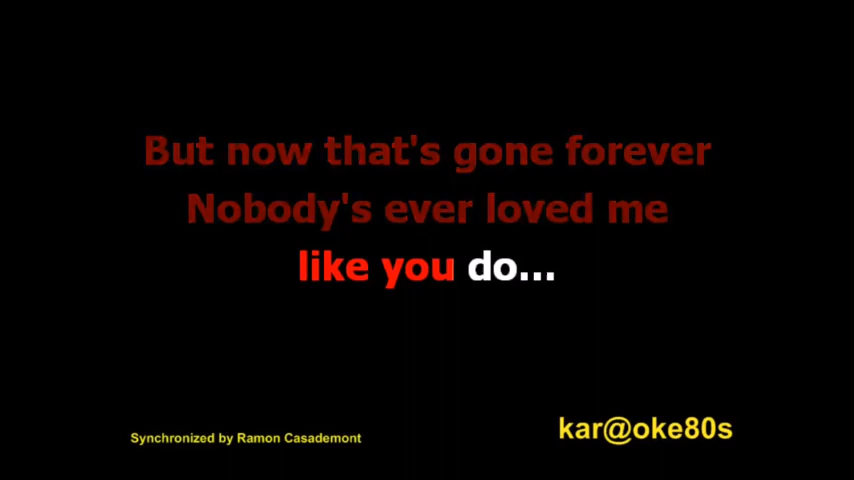 But now that's gone forever
Nobody's ever loved me
like you do...
Synchronized by Ramon Casademont
kar@oke80s